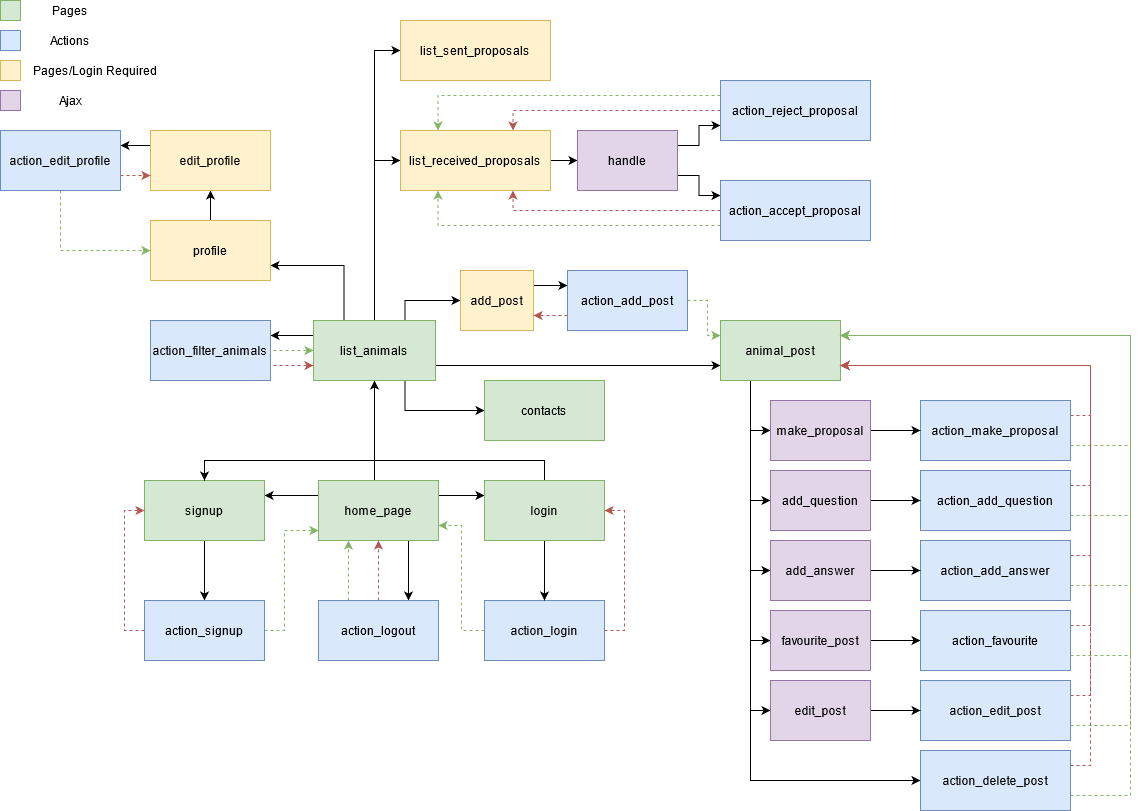 Pages
Actions
Pages/Login Required
Ajax
list_sent_proposals
action_reject_proposal
action_edit_profile
edit_profile
list_received_proposals
handle
action_accept_proposal
profile
add_post
action_add_post
action_filter_animals
list_animals
animal_post
contacts
make_proposal
action_make_proposal
signup
home_page
login
add_question
action_add_question
add_answer
action_add_answer
action_signup
action_logout
action_login
favourite_post
action_favourite
edit_post
action_edit_post
action_delete_post